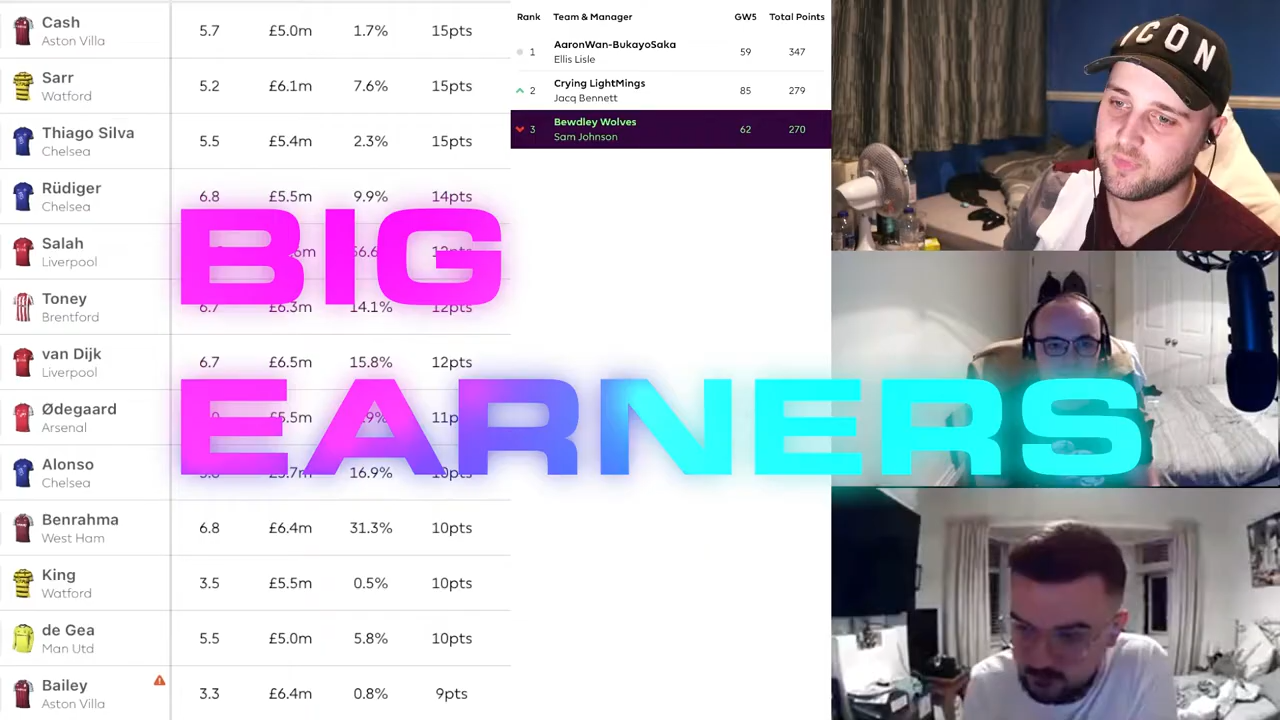 Cash 5.7 £5.0m 1.7% 15pts
Aston Villa
Sarr 5.2 £6.1m 7.6% 15pts
Watford
Thiago Silva 5.5 £5.4m 2.3% 15pts
Chelsea
Rüdiger 6.8 £5.5m 9.9% 14pts
Chelsea
Salah 12pts
Liverpool
Toney 6.7 £6.3m 14.1% 12pts
Brentford
van Dijk 6.7 £6.5m 15.8% 12pts
Liverpool
Ødegaard
Arsenal
Alonso 16.9%
Chelsea
Benrahma 6.8 £6.4m 31.3% 10pts
West Ham
King 3.5 £5.5m 0.5% 10pts
Watford
de Gea 5.5 £5.0m 5.8% 10pts
Man Utd
Bailey 3.3 £6.4m 0.8% 9pts
Aston Villa
Rank Team & Manager GW5 Total Points
1 AaronWan-BukayoSaka 59 347
Ellis Lisle
2 Crying LightMings 85 279
Jacq Bennett
3 Bewdley Wolves 62 270
Sam Johnson
BIG
EARNERS
ICON